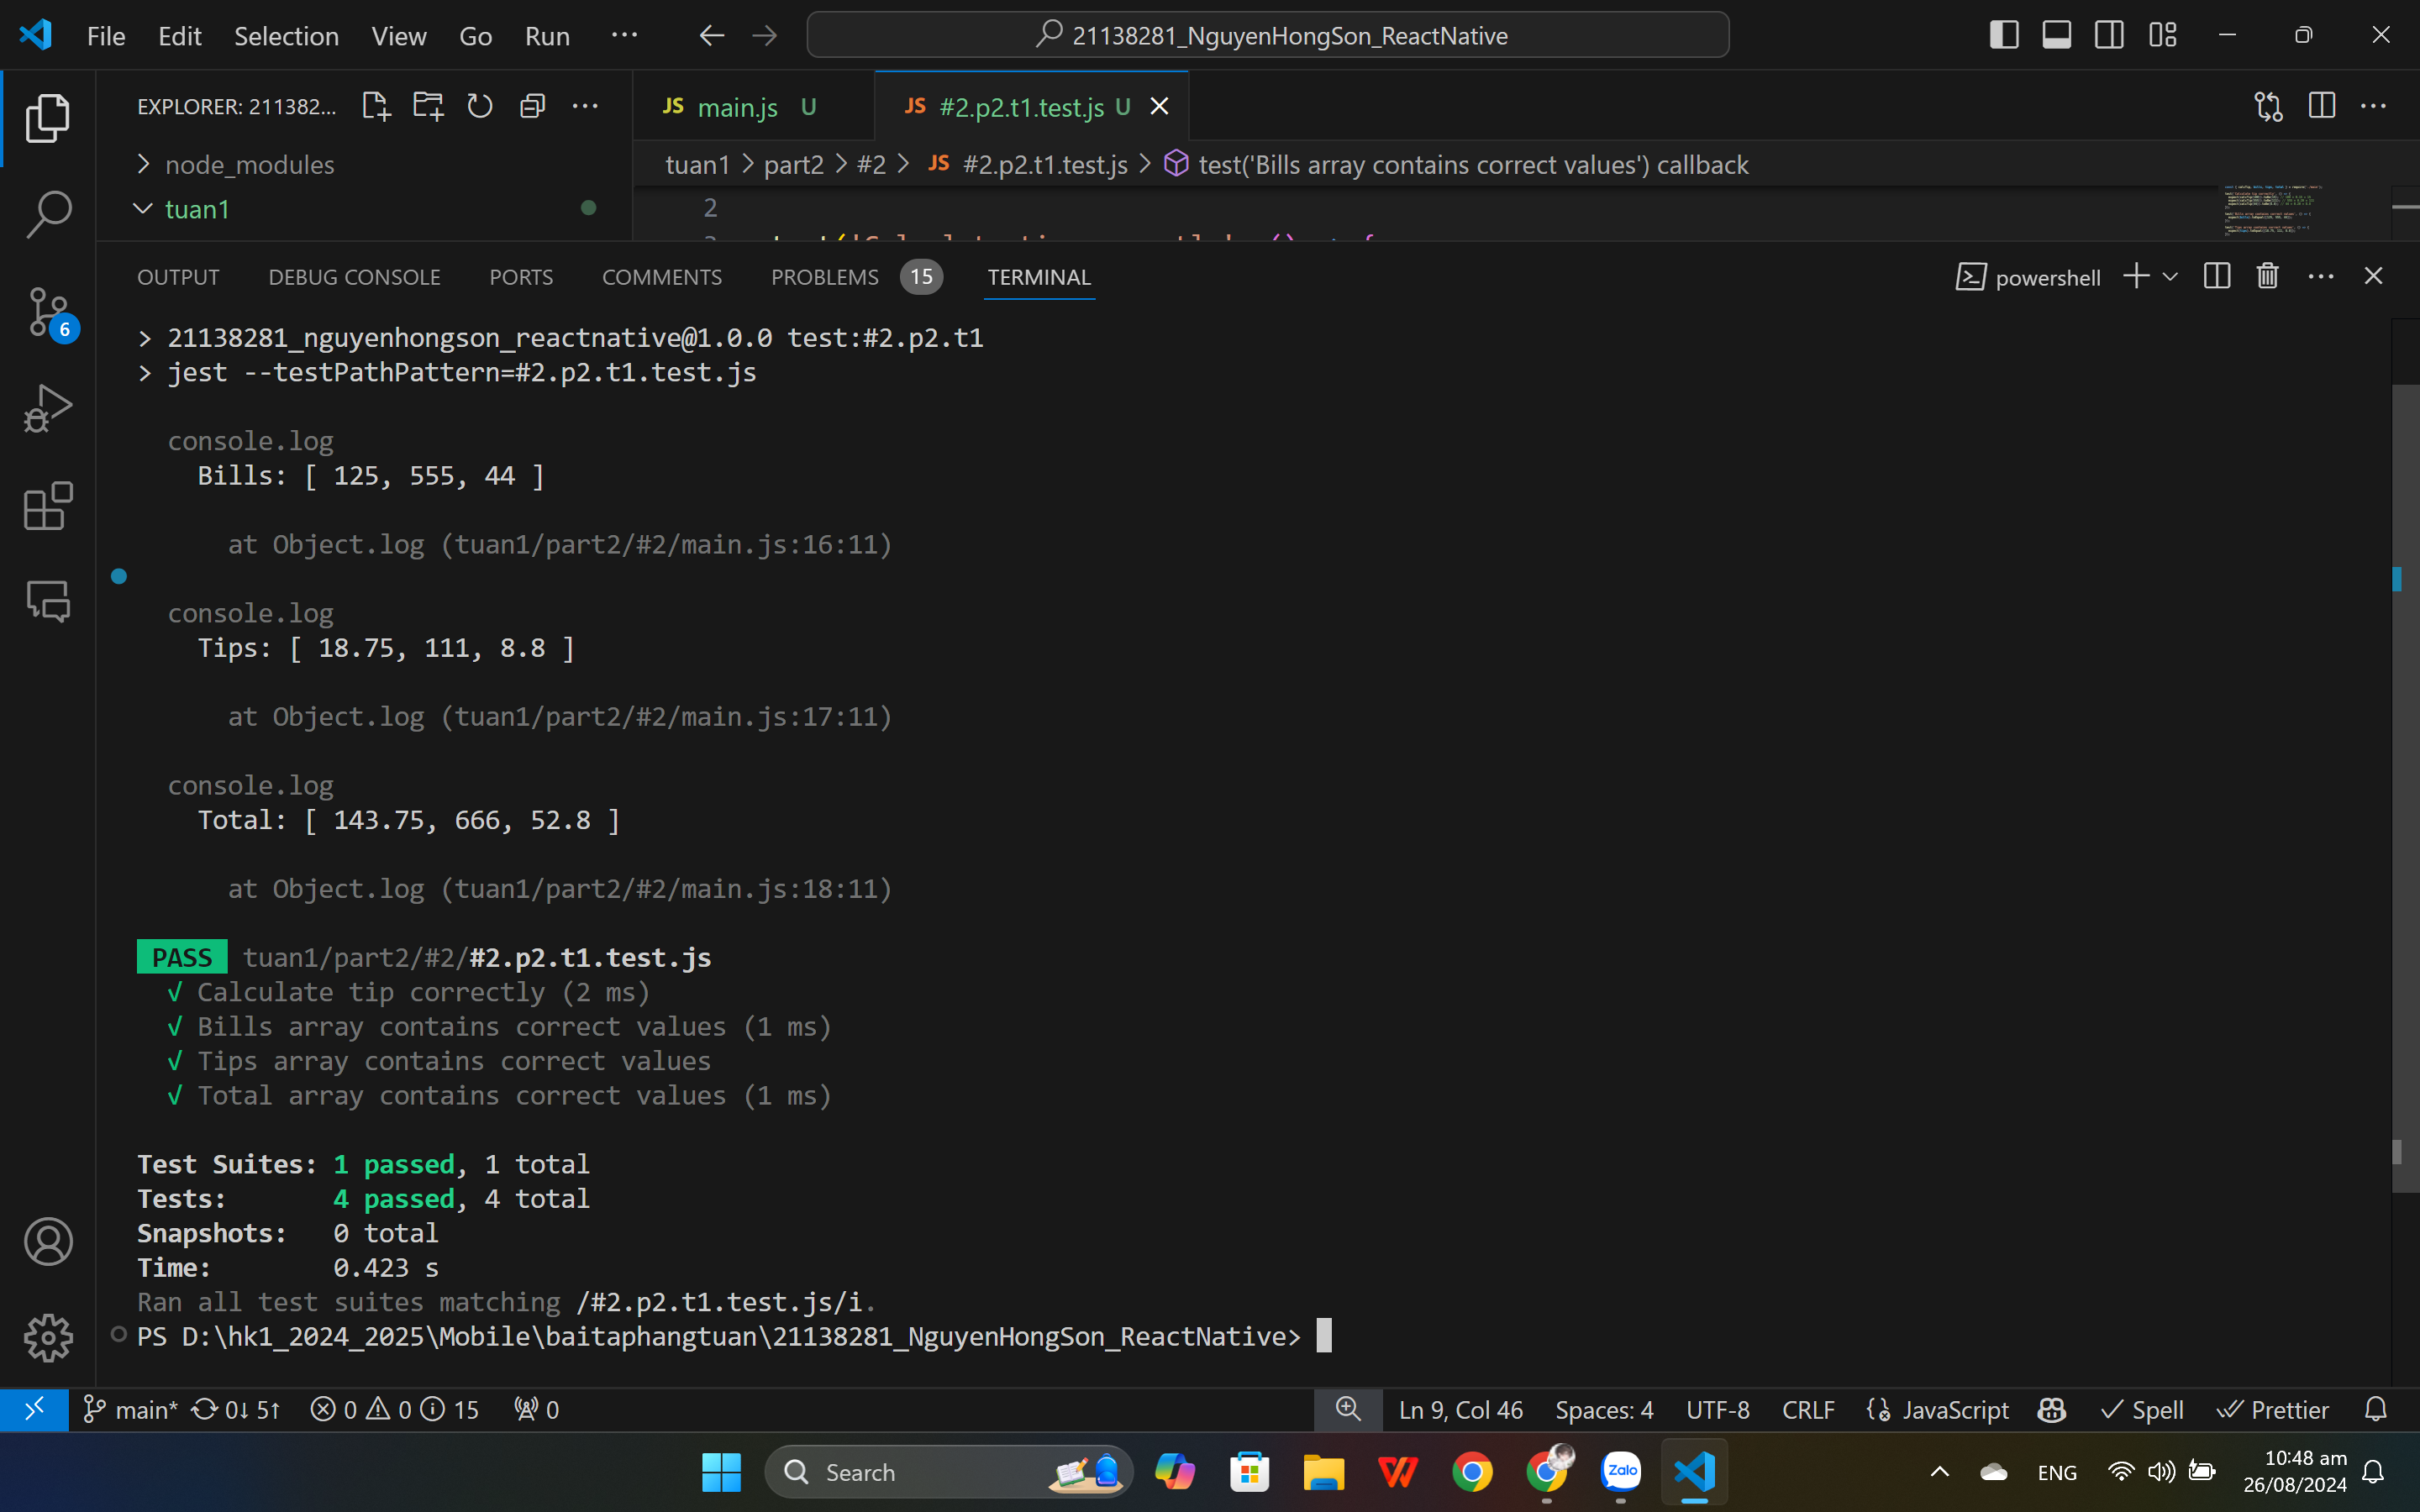 File Edit Selection View Go Run ··· 21138281_NguyenHongSon_ReactNative
EXPLORER: 211382... ···
JS main.js U JS #2.p2.t1.test.js U
node_modules
tuan1 > part2 > #2 > JS #2.p2.t1.test.js > test('Bills array contains correct values') callback
tuan1
2
OUTPUT DEBUG CONSOLE PORTS COMMENTS PROBLEMS 15 TERMINAL powershell
> 21138281_nguyenhongson_reactnative@1.0.0 test:#2.p2.t1
> jest --testPathPattern=#2.p2.t1.test.js
6
console.log
Bills: [ 125, 555, 44 ]
at Object.log (tuan1/part2/#2/main.js:16:11)
console.log
Tips: [ 18.75, 111, 8.8 ]
at Object.log (tuan1/part2/#2/main.js:17:11)
console.log
Total: [ 143.75, 666, 52.8 ]
at Object.log (tuan1/part2/#2/main.js:18:11)
PASS tuan1/part2/#2/#2.p2.t1.test.js
√ Calculate tip correctly (2 ms)
√ Bills array contains correct values (1 ms)
√ Tips array contains correct values
√ Total array contains correct values (1 ms)
Test Suites: 1 passed, 1 total
Tests: 4 passed, 4 total
Snapshots: 0 total
Time: 0.423 s
Ran all test suites matching /#2.p2.t1.test.js/i.
PS D:\hk1_2024_2025\Mobile\baitaphangtuan\21138281_NguyenHongSon_ReactNative>
main* 0↓ 5↑ 0 0 15 0 Ln 9, Col 46 Spaces: 4 UTF-8 CRLF JavaScript Spell Prettier
Search Zalo ENG 10:48 am
26/08/2024